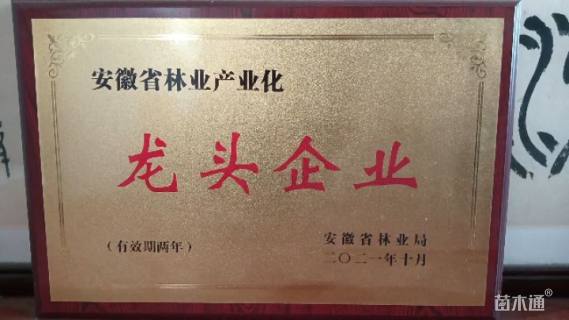 安徽省林业产业化
龙头企业
（有效期两年）
安徽省林业局
二〇二一年十月
苗木通®